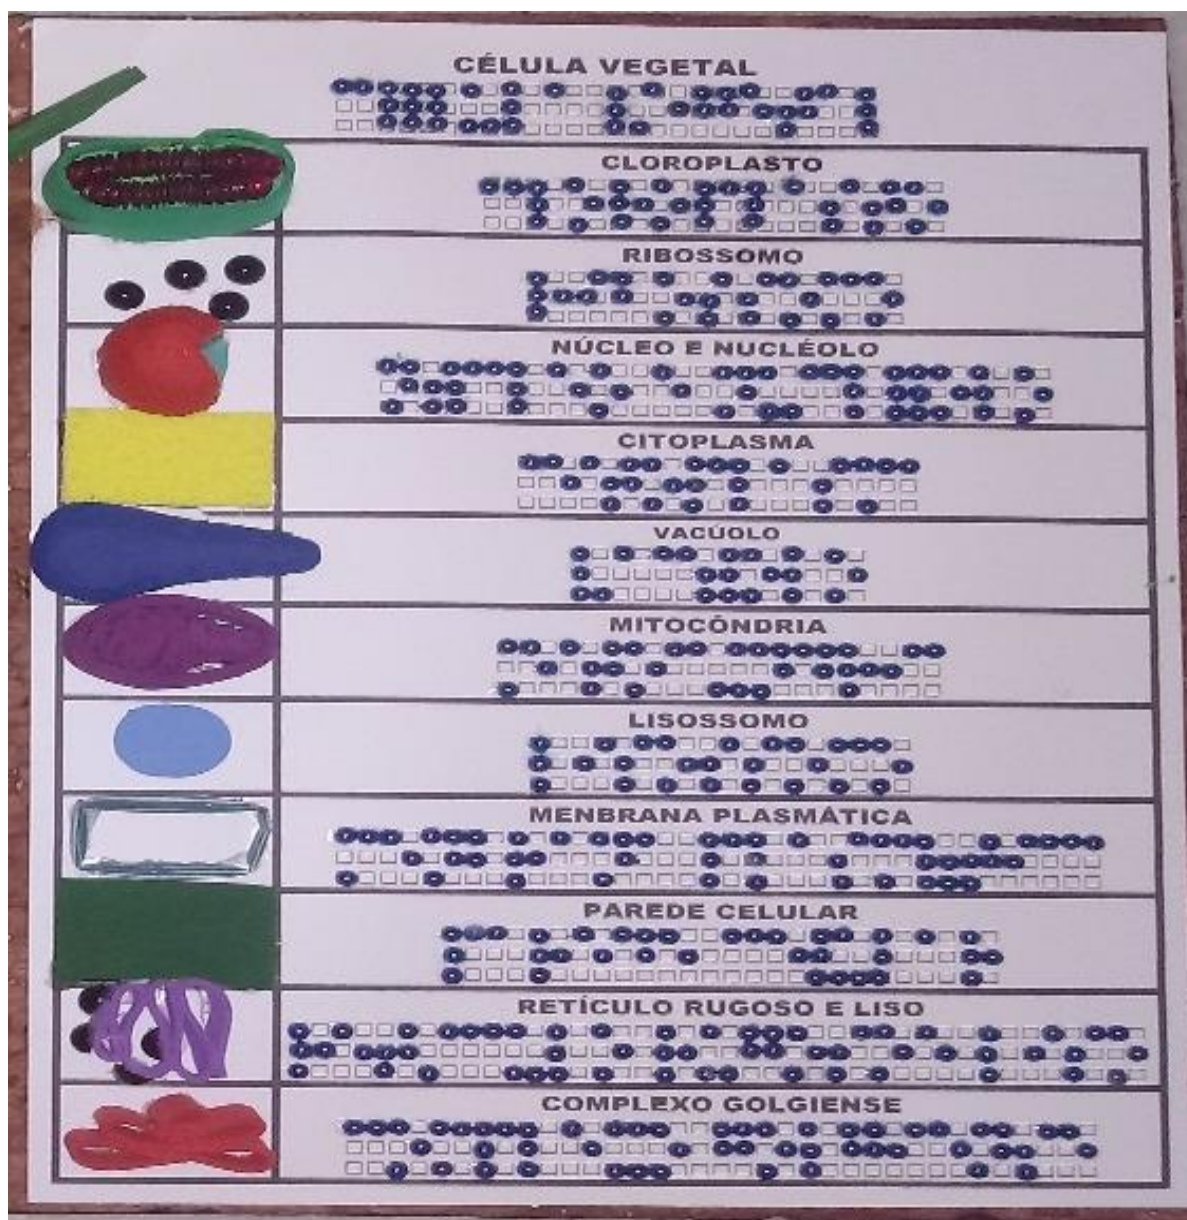 CÉLULA VEGETAL
CLOROPLASTO
RIBOSSOMO
NÚCLEO E NUCLÉOLO
CITOPLASMA
VACÚOLO
MITOCÔNDRIA
LISOSSOMO
MENBRANA PLASMÁTICA
PAREDE CELULAR
RETÍCULO RUGOSO E LISO
COMPLEXO GOLGIENSE